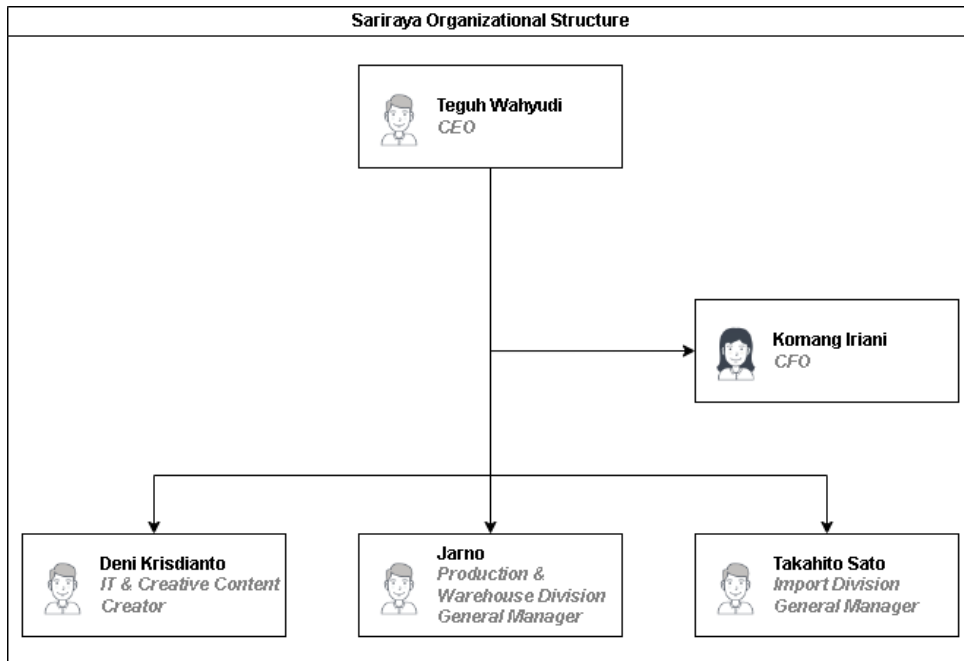 Sariraya Organizational Structure
Teguh Wahyudi
CEO
Komang Iriani
CFO
Deni Krisdianto
IT & Creative Content
Creator
Jarno
Production &
Warehouse Division
General Manager
Takahito Sato
Import Division
General Manager